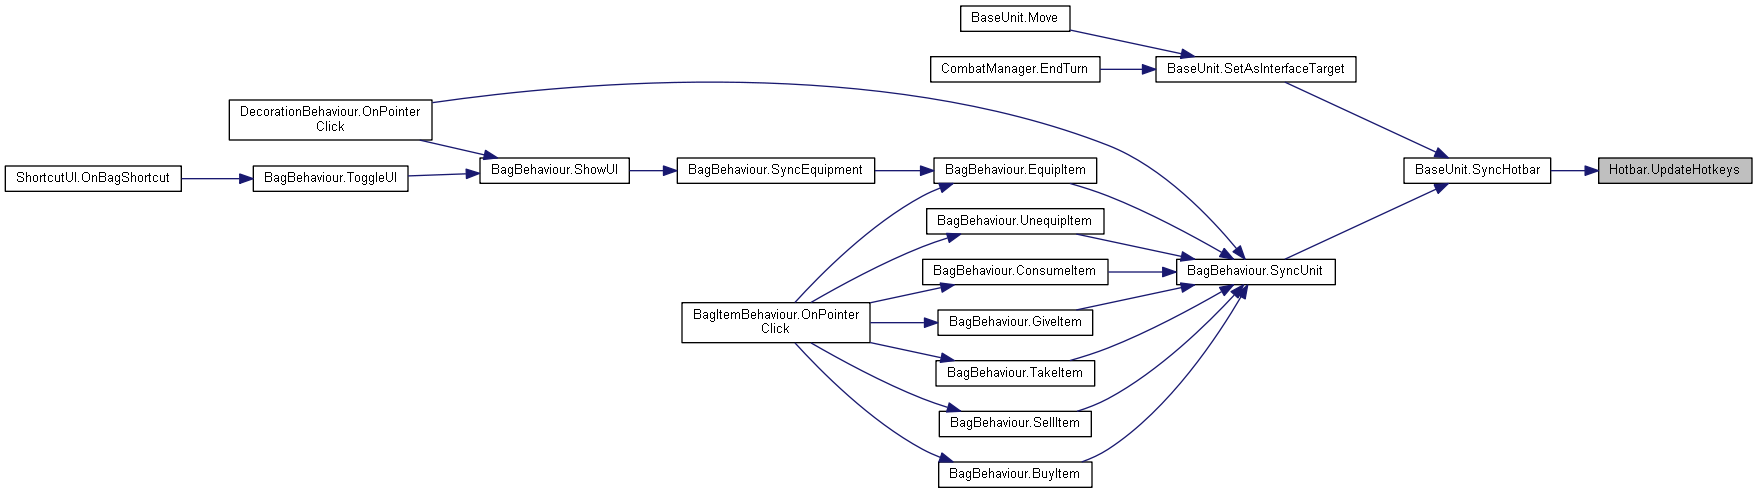 BaseUnit.Move
CombatManager.EndTurn
BaseUnit.SetAsInterfaceTarget
DecorationBehaviour.OnPointer
Click
ShortcutUI.OnBagShortcut
BagBehaviour.ToggleUI
BagBehaviour.ShowUI
BagBehaviour.SyncEquipment
BagBehaviour.EquipItem
BaseUnit.SyncHotbar
Hotbar.UpdateHotkeys
BagBehaviour.UnequipItem
BagBehaviour.ConsumeItem
BagBehaviour.SyncUnit
BagItemBehaviour.OnPointer
Click
BagBehaviour.GiveItem
BagBehaviour.TakeItem
BagBehaviour.SellItem
BagBehaviour.BuyItem